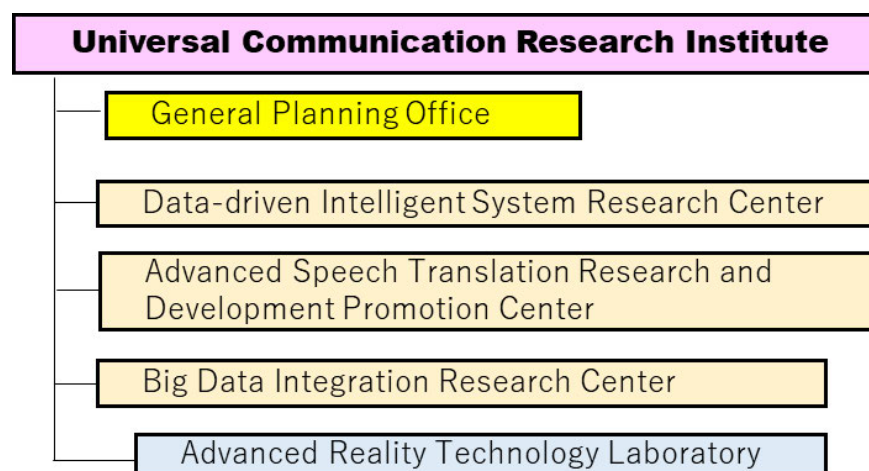 Universal Communication Research Institute
General Planning Office
Data-driven Intelligent System Research Center
Advanced Speech Translation Research and
Development Promotion Center
Big Data Integration Research Center
Advanced Reality Technology Laboratory